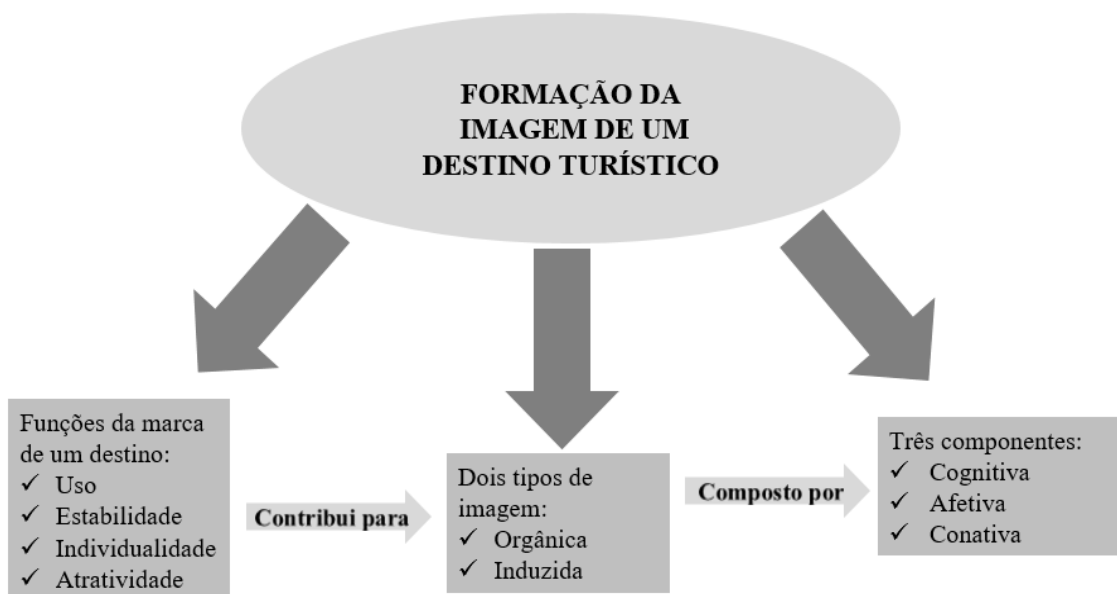 FORMAÇÃO DA
IMAGEM DE UM
DESTINO TURÍSTICO
Funções da marca
de um destino:
✓ Uso
✓ Estabilidade
✓ Individualidade
✓ Atratividade
Contribui para
Dois tipos de
imagem:
✓ Orgânica
✓ Induzida
Composto por
Três componentes:
✓ Cognitiva
✓ Afetiva
✓ Conativa